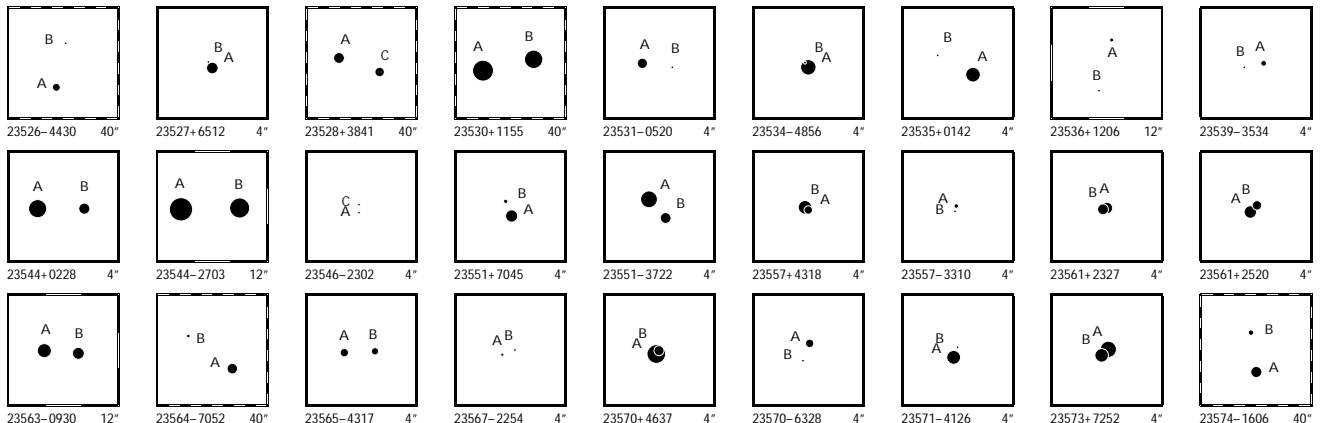 B A
23526−4430 40″
B A
23527+6512 4″
A C
23528+3841 40″
A B
23530+1155 40″
A B
23531−0520 4″
B A
23534−4856 4″
B A
23535+0142 4″
A B
23536+1206 12″
B A
23539−3534 4″
A B
23544+0228 4″
A B
23544−2703 12″
C A
23546−2302 4″
B A
23551+7045 4″
A B
23551−3722 4″
B A
23557+4318 4″
A B
23557−3310 4″
B A
23561+2327 4″
B A
23561+2520 4″
A B
23563−0930 12″
B A
23564−7052 40″
A B
23565−4317 4″
A B
23567−2254 4″
B A
23570+4637 4″
A B
23570−6328 4″
B A
23571−4126 4″
A B
23573+7252 4″
B A
23574−1606 40″